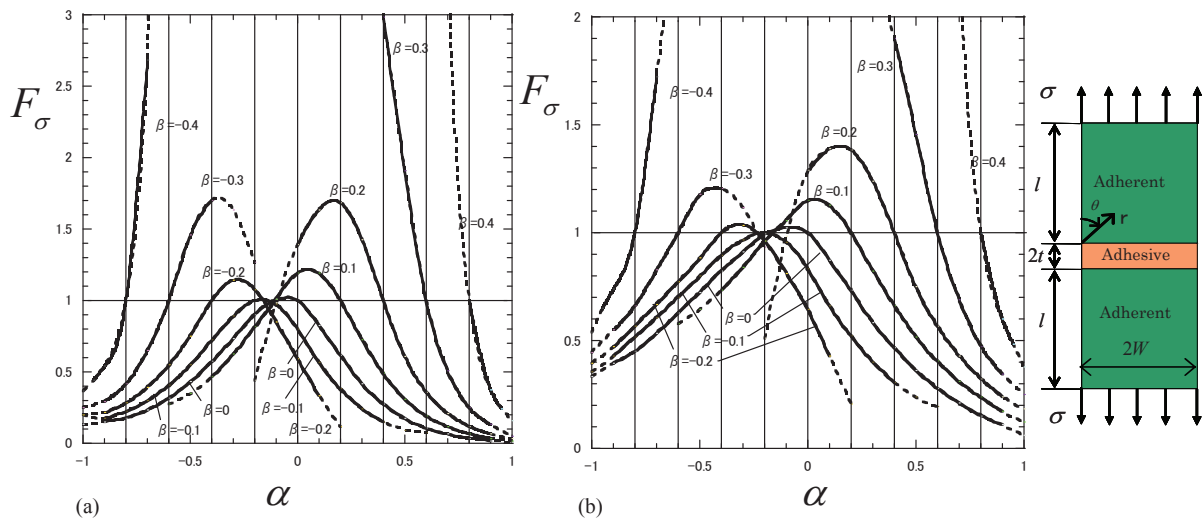 3
2.5
2
1.5
1
0.5
0
Fσ
β=-0.4
β=-0.3
β=-0.2
β=0.2
β=0.1
β=0.3
β=0.4
β=0
β=-0.1
β=0
β=-0.1
β=-0.2
-1
-0.5
0
0.5
1
(a)
α
2
1.5
1
0.5
0
Fσ
β=-0.4
β=-0.3
β=0.2
β=0.1
β=0.3
β=0.4
β=0
β=-0.1
β=-0.2
-1
-0.5
0
0.5
1
(b)
α
σ
l
Adherent
θ
r
2t
Adhesive
l
Adherent
2W
σ